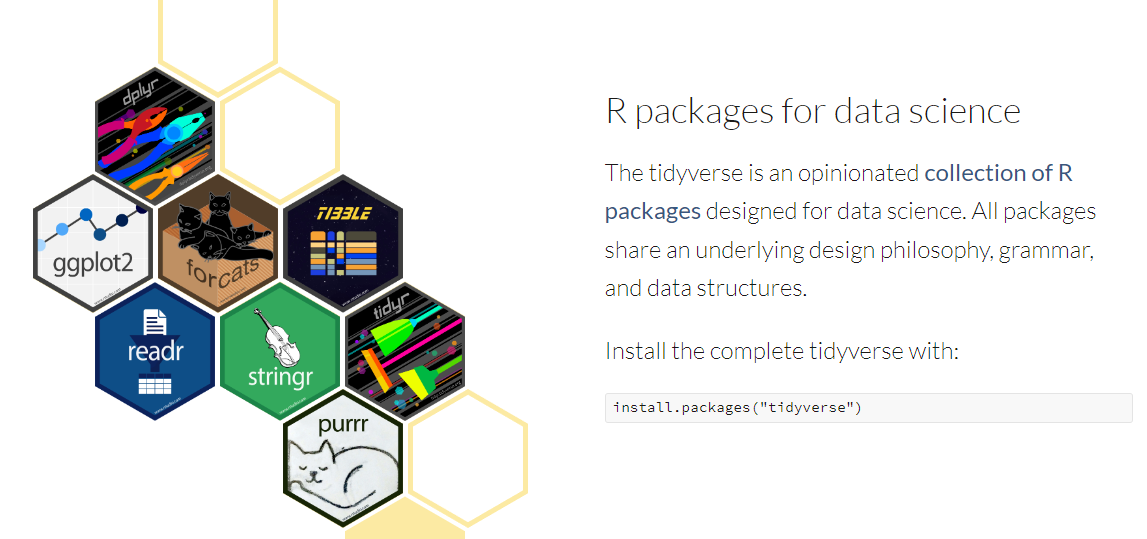 dplyr
ggplot2
forcats
TIBBLE
readr
stringr
tidyr
purrr
R packages for data science
The tidyverse is an opinionated collection of R
packages designed for data science. All packages
share an underlying design philosophy, grammar,
and data structures.
Install the complete tidyverse with:
install.packages("tidyverse")